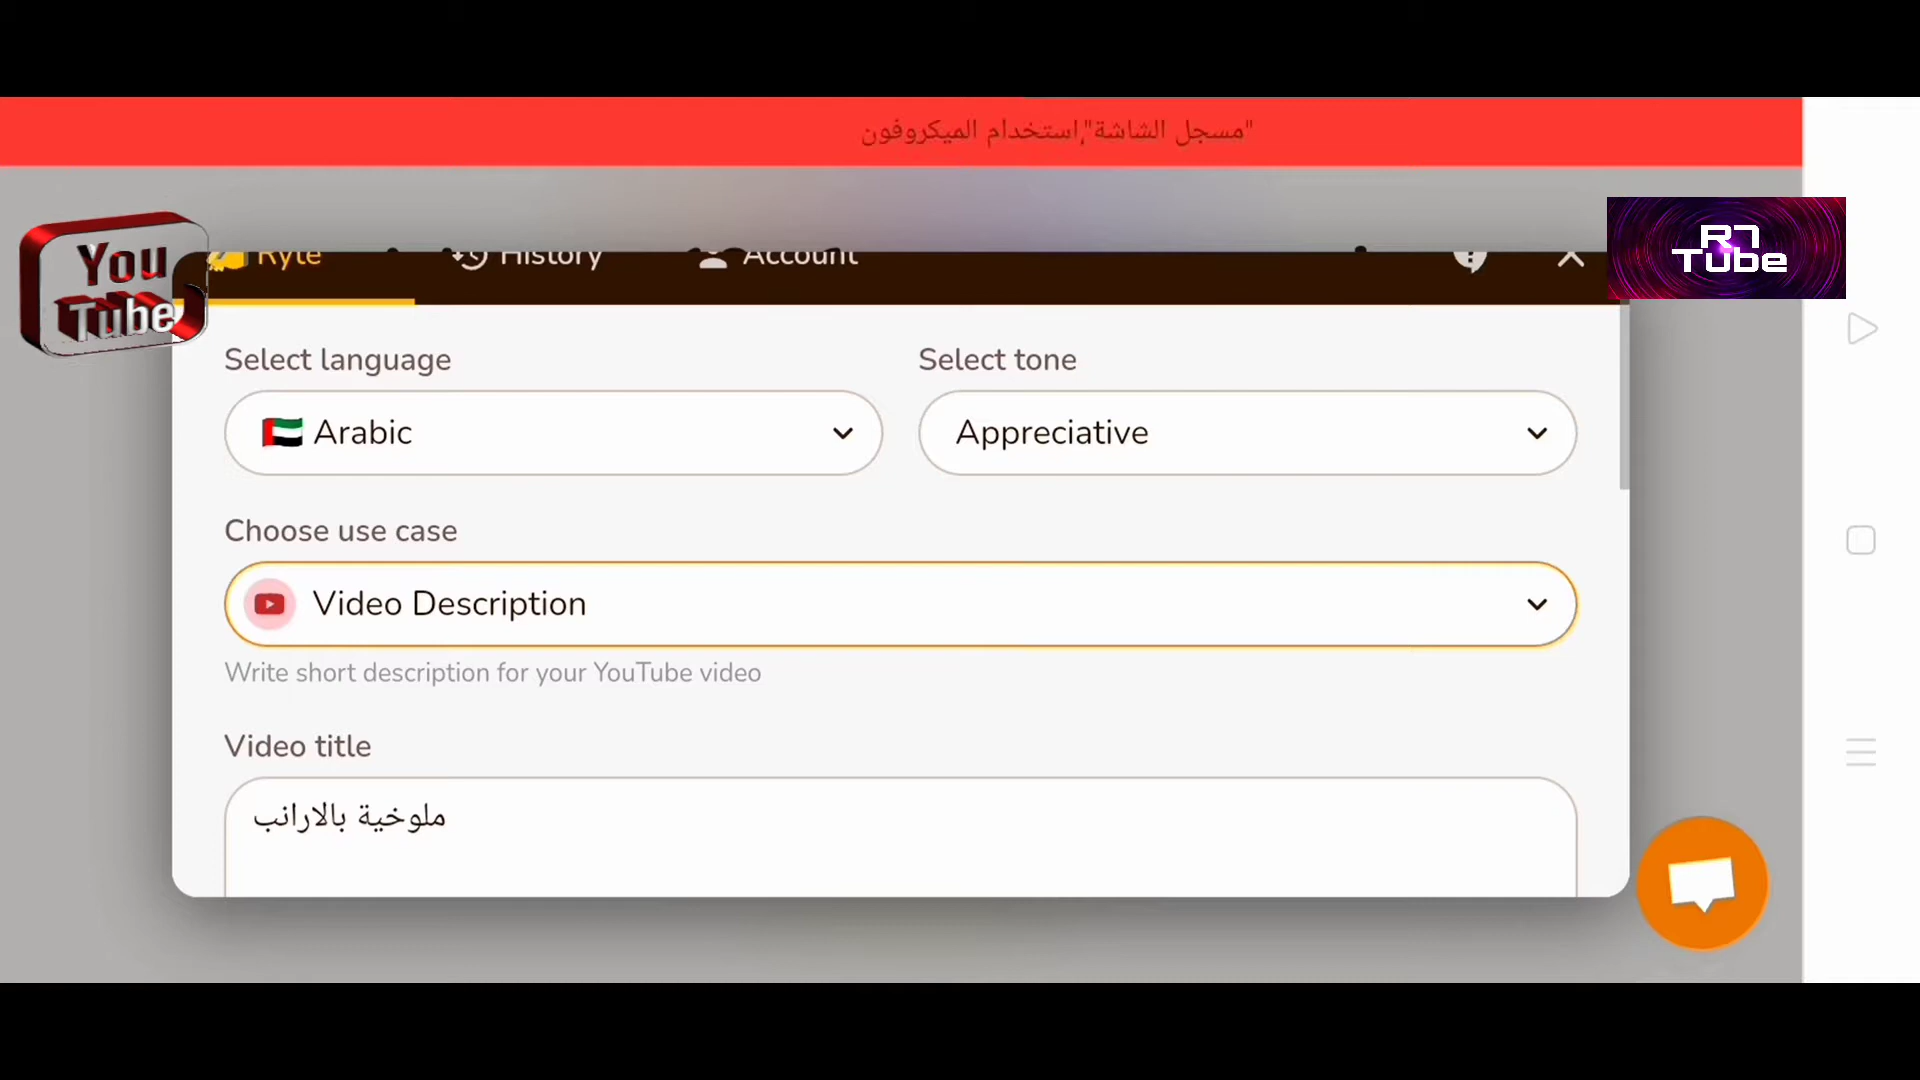 "مسجل الشاشة",استخدام الميكروفون
You
Tube
R7
Tube
Ryte
History
Account
Select language
Select tone
Arabic
Appreciative
Choose use case
Video Description
Write short description for your YouTube video
Video title
ملوخية بالارانب